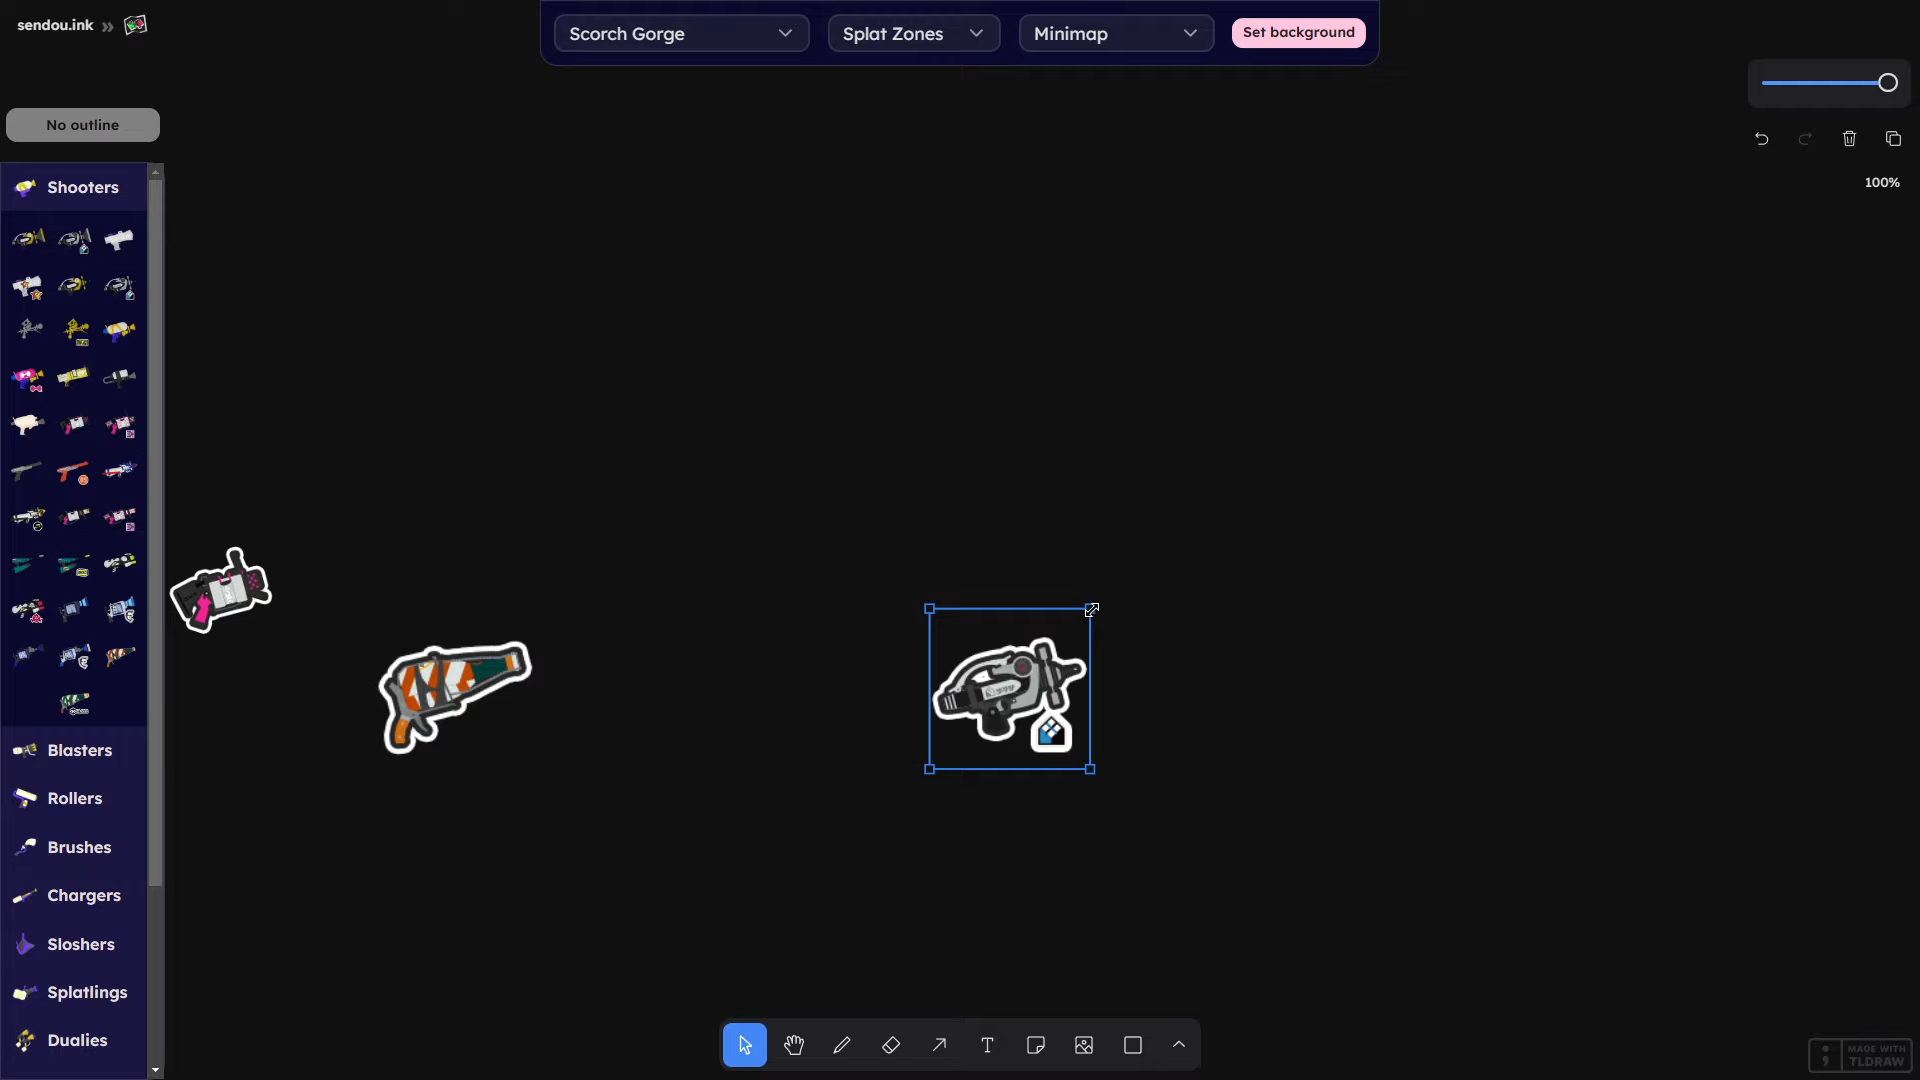 sendou.ink »
Scorch Gorge
Splat Zones
Minimap
Set background
No outline
100%
Shooters
Blasters
Rollers
Brushes
Chargers
Sloshers
Splatlings
Dualies
MADE WITH
TLDRAW